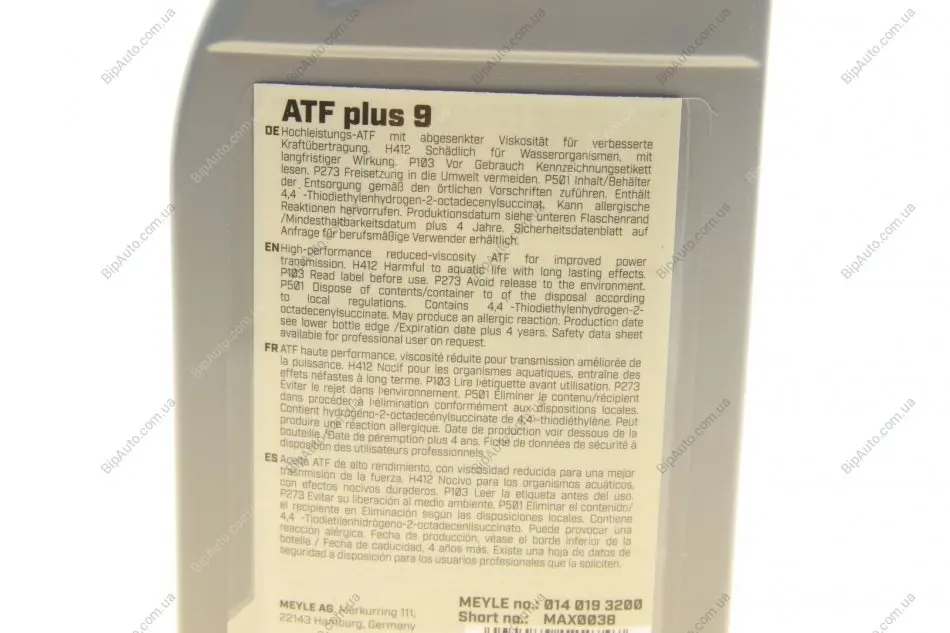 ATF plus 9
DE Hochleistungs-ATF mit abgesenkter Viskosität für verbesserte
Kraftübertragung. H412 Schädlich für Wasserorganismen, mit
langfristiger Wirkung. P103 Vor Gebrauch Kennzeichnungsetikett
lesen. P273 Freisetzung in die Umwelt vermeiden. P501 Inhalt/Behälter
der Entsorgung gemäß den örtlichen Vorschriften zuführen. Enthält
4,4 -Thiodiethylenhydrogen-2-octadecenylsuccinat. Kann allergische
Reaktionen hervorrufen. Produktionsdatum siehe unteren Flaschenrand
/Mindesthaltbarkeitsdatum plus 4 Jahre. Sicherheitsdatenblatt auf
Anfrage für berufsmäßige Verwender erhältlich.
EN High-performance reduced-viscosity ATF for improved power
transmission. H412 Harmful to aquatic life with long lasting effects.
P103 Read label before use. P273 Avoid release to the environment.
P501 Dispose of contents/container to of the disposal according
to local regulations. Contains 4,4 -Thiodiethylenhydrogen-2-
octadecenylsuccinate. May produce an allergic reaction. Production date
see lower bottle edge /Expiration date plus 4 years. Safety data sheet
available for professional user on request.
FR ATF haute performance, viscosité réduite pour transmission améliorée de
la puissance. H412 Nocif pour les organismes aquatiques, entraîne des
effets néfastes à long terme. P103 Lire l'étiquette avant utilisation. P273
Éviter le rejet dans l'environnement. P501 Éliminer le contenu/récipient
dans procéder à l'élimination conformément aux dispositions locales.
Contient hydrogéno-2-octadecénylsuccinate de 4,4-thiodiéthylène. Peut
produire une réaction allergique. Date de production voir dessous de la
bouteille /Date de péremption plus 4 ans. Fiche de données de sécurité à
disposition des utilisateurs professionnels.
ES Aceite ATF de alto rendimiento, con viscosidad reducida para una mejor
tranmision de la fuerza. H412 Nocivo para los organismos acuáticos,
con efectos nocivos duraderos. P103 Leer la etiqueta antes del uso.
P273 Evitar su liberación al medio ambiente. P501 Eliminar el contenido/
el recipiente en Eliminación según las disposiciones locales. Contiene
4,4 -Tiodietilenhidrógeno-2-octadecenilsuccinato. Puede provocar una
reacción alérgica. Fecha de producción, véase el borde inferior de la
botella / Fecha de caducidad, 4 años más. Existe una hoja de datos de
seguridad a disposición para los usuarios profesionales que la soliciten.
MEYLE AG, Merkurring 111,
22143 Hamburg, Germany
MEYLE no.: 014 019 3200
Short no.: MAX0038
BipAuto.com.ua